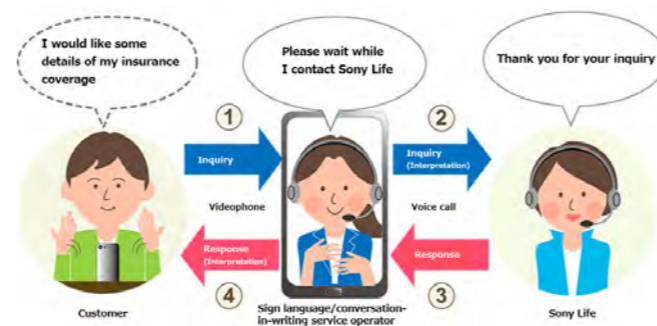 I would like some
details of my insurance
coverage
Please wait while
I contact Sony Life
Thank you for your inquiry
1
2
Inquiry
Inquiry
(Interpretation)
Videophone
Voice call
Response
(Interpretation)
Response
4
3
Customer
Sign language/conversation-
in-writing service operator
Sony Life